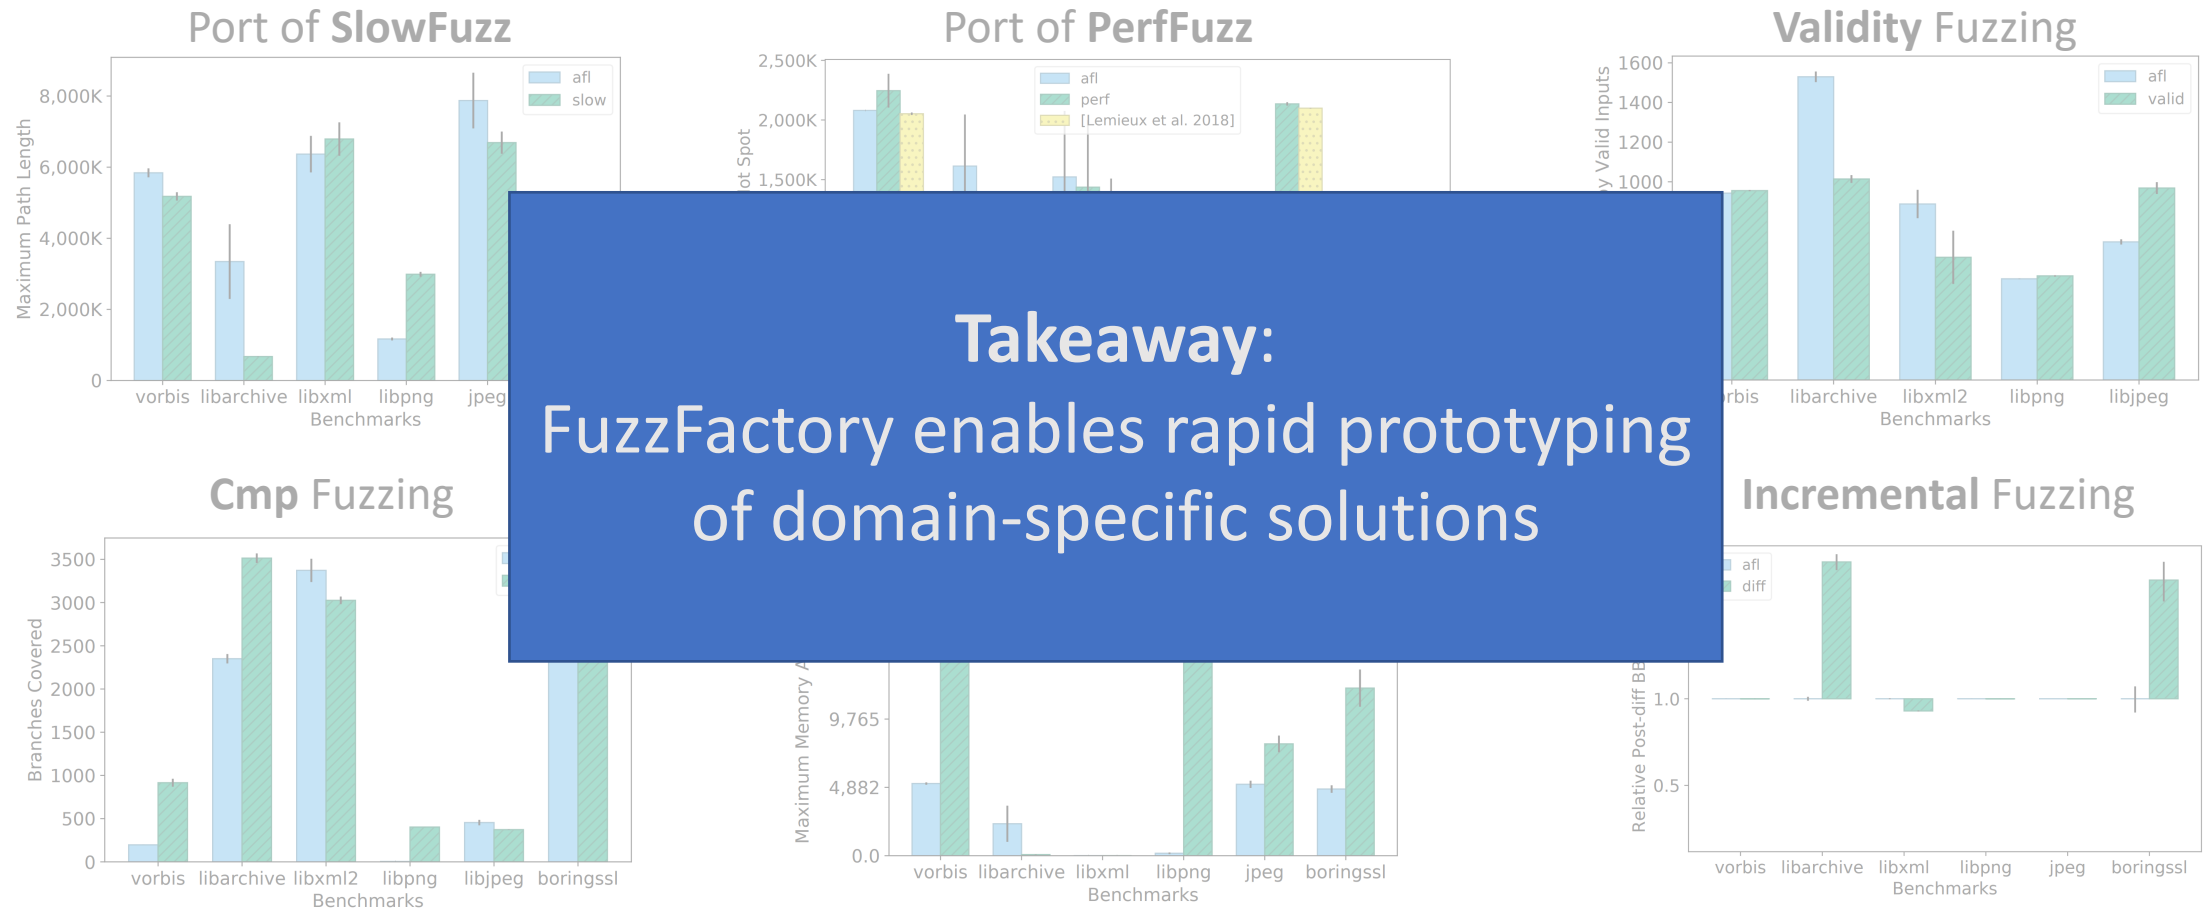 Port of SlowFuzz
afl
slow
8,000K
6,000K
4,000K
2,000K
0
Maximum Path Length
vorbis libarchive libxml libpng jpeg
Benchmarks
Port of PerfFuzz
afl
perf
[Lemieux et al. 2018]
2,500K
2,000K
1,500K
Spot
Validity Fuzzing
afl
valid
1600
1400
1200
1000
Valid Inputs
libarchive libxml2 libpng libjpeg
Benchmarks
Takeaway:
FuzzFactory enables rapid prototyping
of domain-specific solutions
Cmp Fuzzing
3500
3000
2500
2000
1500
1000
500
0
Branches Covered
vorbis libarchive libxml2 libpng libjpeg boringssl
Benchmarks
9,765
4,882
0.0
Maximum Memory
vorbis libarchive libxml libpng jpeg boringssl
Benchmarks
Incremental Fuzzing
afl
diff
1.0
0.5
Relative Post-diff
vorbis libarchive libxml libpng jpeg boringssl
Benchmarks